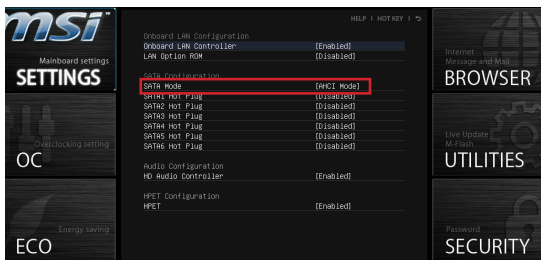 msi
HELP | HOT KEY |
Mainboard settings
SETTINGS
Overclocking setting
OC
Energy saving
ECO
Onboard LAN Configuration
Onboard LAN Controller [Enabled]
LAN Option ROM [Disabled]
SATA Configuration
SATA Mode [AHCI Mode]
SATA1 Hot Plug [Disabled]
SATA2 Hot Plug [Disabled]
SATA3 Hot Plug [Disabled]
SATA4 Hot Plug [Disabled]
SATA5 Hot Plug [Disabled]
SATA6 Hot Plug [Disabled]
Audio Configuration
HD Audio Controller [Enabled]
HPET Configuration
HPET [Enabled]
Internet
Message and Mail
BROWSER
Live Update
M-Flash
UTILITIES
Password
SECURITY